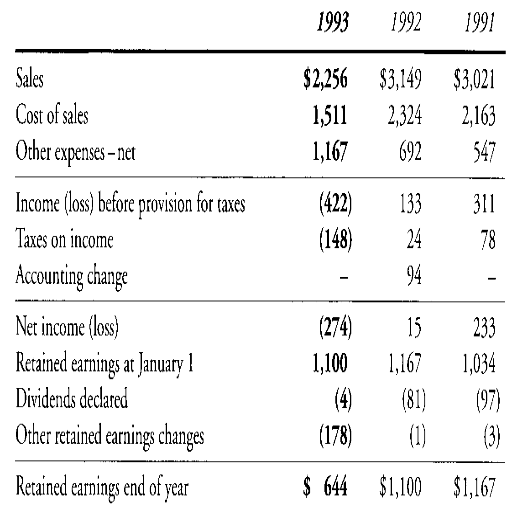 1993 1992 1991
Sales $2,256 $3,149 $3,021
Cost of sales 1,511 2,324 2,163
Other expenses – net 1,167 692 547
Income (loss) before provision for taxes (422) 133 311
Taxes on income (148) 24 78
Accounting change – 94 –
Net income (loss) (274) 15 233
Retained earnings at January 1 1,100 1,167 1,034
Dividends declared (4) (81) (97)
Other retained earnings changes (178) (1) (3)
Retained earnings end of year $ 644 $1,100 $1,167